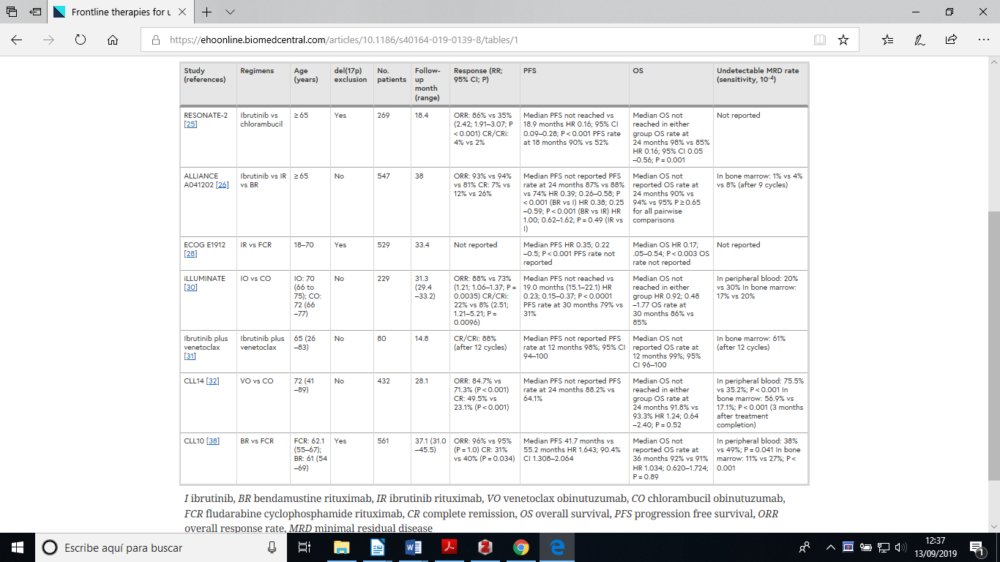 Frontline therapies for u
https://ehoonline.biomedcentral.com/articles/10.1186/s40164-019-0139-8/tables/1
Study (references)
Regimens
Age (years)
del(17p) exclusion
No. patients
Follow-up month (range)
Response (RR; 95% CI; P)
PFS
OS
Undetectable MRD rate (sensitivity, 10-4)
RESONATE-2 [25]
Ibrutinib vs chlorambucil
≥ 65
Yes
269
18.4
ORR: 86% vs 35% (2.42; 1.91–3.07; P < 0.001) CR/CRi: 4% vs 2%
Median PFS not reached vs 18.9 months HR 0.16; 95% CI 0.09–0.28; P < 0.001 PFS rate at 18 months 90% vs 52%
Median OS not reached in either group OS rate at 24 months 98% vs 85% HR 0.16; 95% CI 0.05–0.56; P = 0.001
Not reported
ALLIANCE A041202 [26]
Ibrutinib vs IR vs BR
≥ 65
No
547
38
ORR: 93% vs 94% vs 81% CR: 7% vs 12% vs 26%
Median PFS not reported PFS rate at 24 months 87% vs 88% vs 74% HR 0.39; 0.26–0.58; P < 0.001 (BR vs I) HR 0.38; 0.25–0.59; P < 0.001 (BR vs IR) HR 1.00; 0.62–1.62; P = 0.49 (IR vs I)
Median OS not reported OS rate at 24 months 90% vs 94% vs 95% P ≥ 0.65 for all pairwise comparisons
In bone marrow: 1% vs 4% vs 8% (after 9 cycles)
ECOG E1912 [28]
IR vs FCR
18–70
Yes
529
33.4
Not reported
Median PFS HR 0.35; 0.22–0.5; P < 0.001 PFS rate not reported
Median OS HR 0.17; .05–0.54; P < 0.003 OS rate not reported
Not reported
iLLUMINATE [30]
IO vs CO
IO: 70 (66 to 75); CO: 72 (66–77)
No
229
31.3 (29.4–33.2)
ORR: 88% vs 73% (1.21; 1.06–1.37; P = 0.0035) CR/CRi: 22% vs 8% (2.51; 1.21–5.21; P = 0.0096)
Median PFS not reached vs 19.0 months (15.1–22.1) HR 0.23; 0.15–0.37; P < 0.0001 PFS rate at 30 months 79% vs 31%
Median OS not reached in either group HR 0.92; 0.48–1.77 OS rate at 30 months 86% vs 85%
In peripheral blood: 20% vs 30% In bone marrow: 17% vs 20%
Ibrutinib plus venetoclax [31]
Ibrutinib plus venetoclax
65 (26–83)
No
80
14.8
CR/CRi: 88% (after 12 cycles)
Median PFS not reported PFS rate at 12 months 98%; 95% CI 94–100
Median OS not reported OS rate at 12 months 99%; 95% CI 96–100
In bone marrow: 61% (after 12 cycles)
CLL14 [32]
VO vs CO
72 (41–89)
No
432
28.1
ORR: 84.7% vs 71.3% (P < 0.001) CR: 49.5% vs 23.1% (P < 0.001)
Median PFS not reported PFS rate at 24 months 88.2% vs 64.1%
Median OS not reached in either group OS rate at 24 months 91.8% vs 93.3% HR 1.24; 0.64–2.40; P = 0.52
In peripheral blood: 75.5% vs 35.2%; P < 0.001 In bone marrow: 56.9% vs 17.1%; P < 0.001 (3 months after treatment completion)
CLL10 [38]
BR vs FCR
FCR: 62.1 (55–67); BR: 61 (54–69)
Yes
561
37.1 (31.0–45.5)
ORR: 96% vs 95% (P = 1.0) CR: 31% vs 40% (P = 0.034)
Median PFS 41.7 months vs 55.2 months HR 1.643; 90.4% CI 1.308–2.064
Median OS not reported OS rate at 36 months 92% vs 91% HR 1.034; 0.620–1.724; P = 0.89
In peripheral blood: 38% vs 49%; P = 0.041 In bone marrow: 11% vs 27%; P < 0.001
I ibrutinib, BR bendamustine rituximab, IR ibrutinib rituximab, VO venetoclax obinutuzumab, CO chlorambucil obinutuzumab,
FCR fludarabine cyclophosphamide rituximab, CR complete remission, OS overall survival, PFS progression free survival, ORR
overall response rate, MRD minimal residual disease
Escribe aquí para buscar
12:37
13/09/2019
1